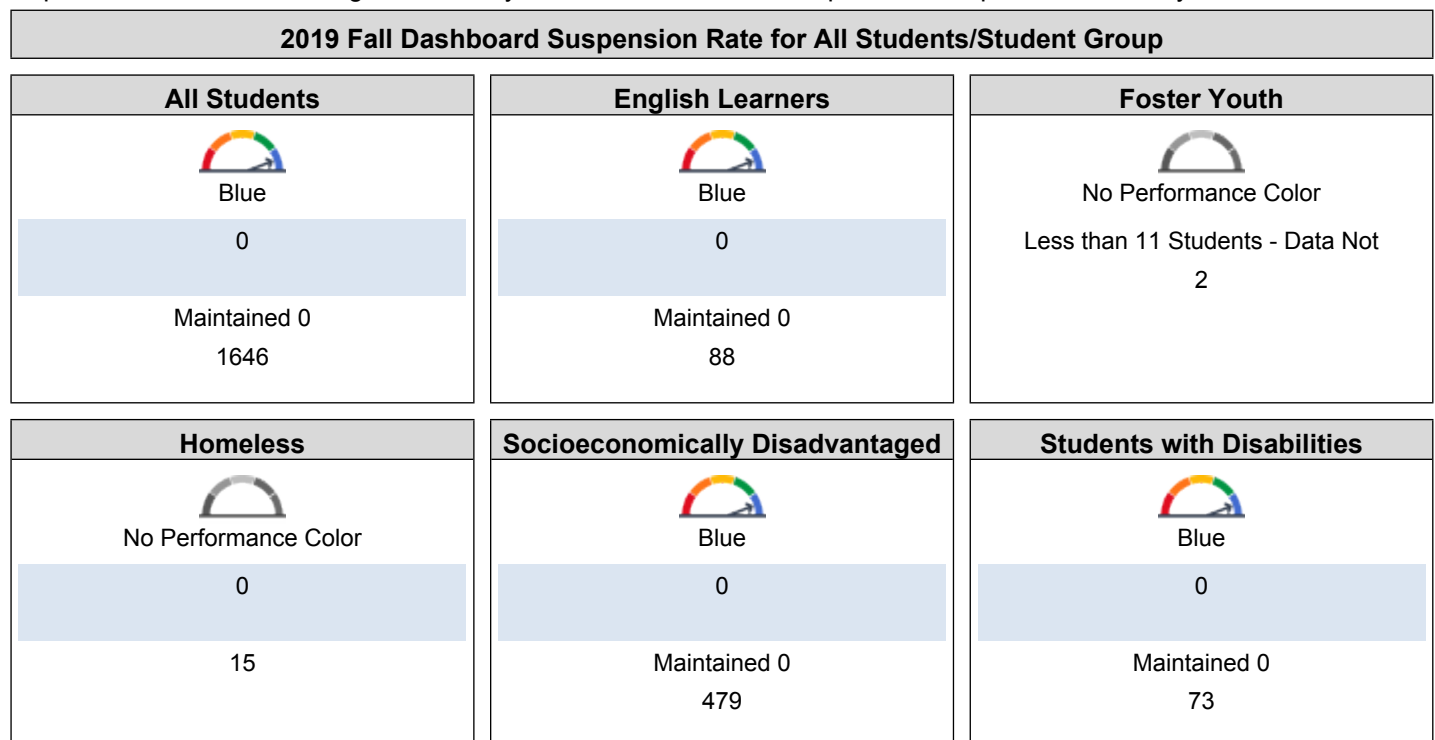 2019 Fall Dashboard Suspension Rate for All Students/Student Group
All Students
Blue
0
Maintained 0
1646
English Learners
Blue
0
Maintained 0
88
Foster Youth
No Performance Color
Less than 11 Students - Data Not
2
Homeless
No Performance Color
0
15
Socioeconomically Disadvantaged
Blue
0
Maintained 0
479
Students with Disabilities
Blue
0
Maintained 0
73